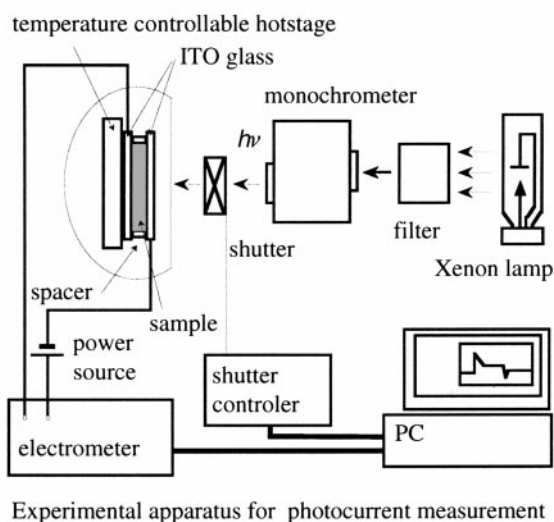 temperature controllable hotstage
ITO glass
monochrometer
hν
filter
Xenon lamp
shutter
spacer
sample
power
source
shutter
controler
electrometer
PC
Experimental apparatus for photocurrent measurement